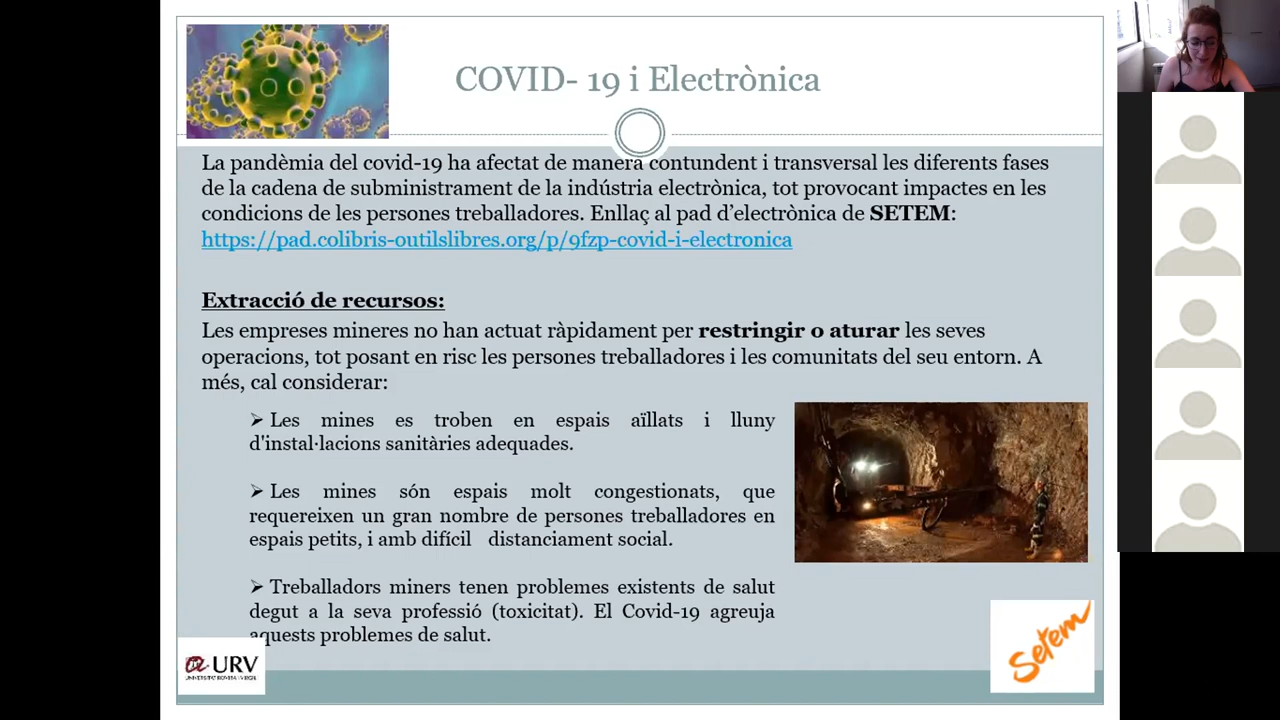 COVID- 19 i Electrònica
La pandèmia del covid-19 ha afectat de manera contundent i transversal les diferents fases
de la cadena de subministrament de la indústria electrònica, tot provocant impactes en les
condicions de les persones treballadores. Enllaç al pad d'electrònica de SETEM:
https://pad.colibris-outilslibres.org/p/9fzp-covid-i-electronica
Extracció de recursos:
Les empreses mineres no han actuat ràpidament per restringir o aturar les seves
operacions, tot posant en risc les persones treballadores i les comunitats del seu entorn. A
més, cal considerar:
➢ Les mines es troben en espais aïllats i lluny
d'instal·lacions sanitàries adequades.
➢ Les mines són espais molt congestionats, que
requereixen un gran nombre de persones treballadores en
espais petits, i amb difícil distanciament social.
➢ Treballadors miners tenen problemes existents de salut
degut a la seva professió (toxicitat). El Covid-19 agreuja
aquests problemes de salut.
URV
UNIVERSITAT ROVIRA I VIRGILI
Setem